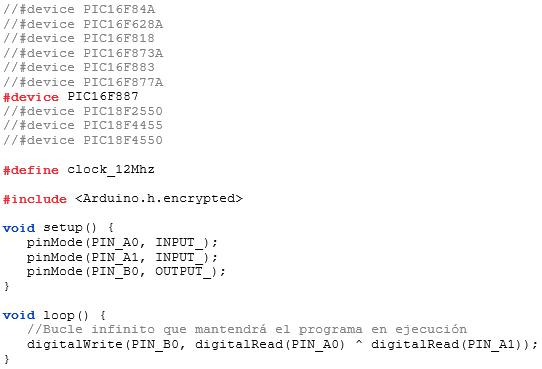 //#device PIC16F84A
//#device PIC16F628A
//#device PIC16F818
//#device PIC16F873A
//#device PIC16F883
//#device PIC16F877A
#device PIC16F887
//#device PIC18F2550
//#device PIC18F4455
//#device PIC18F4550

#define clock_12Mhz

#include <Arduino.h.encrypted>

void setup() {
   pinMode(PIN_A0, INPUT_);
   pinMode(PIN_A1, INPUT_);
   pinMode(PIN_B0, OUTPUT_);
}

void loop() {
   //Bucle infinito que mantendrá el programa en ejecución
   digitalWrite(PIN_B0, digitalRead(PIN_A0) ^ digitalRead(PIN_A1));
}